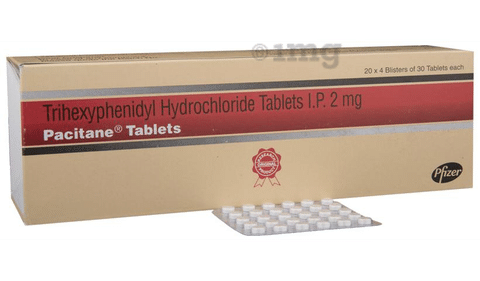 1mg
20 x 4 Blisters of 30 Tablets each
Trihexyphenidyl Hydrochloride Tablets I.P. 2 mg
Pacitane® Tablets
Pfizer